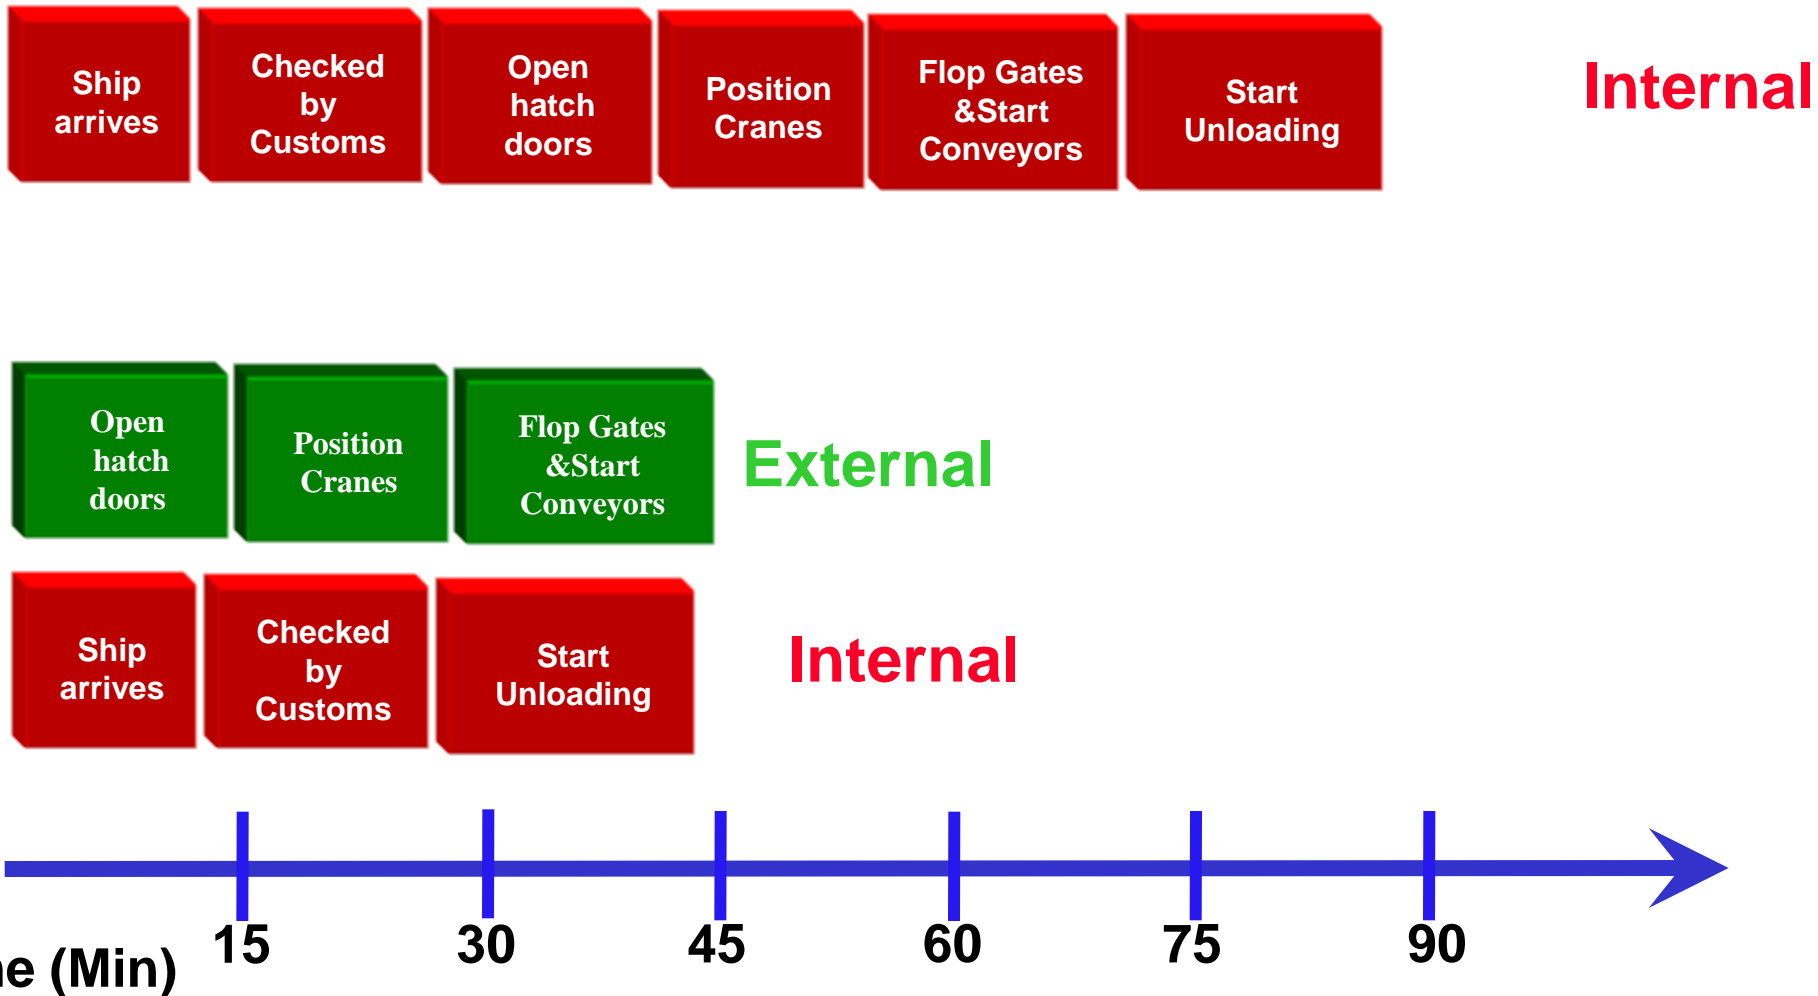 Ship
arrives
Checked
by
Customs
Open
hatch
doors
Position
Cranes
Flop Gates
&Start
Conveyors
Start
Unloading
Internal
Open
hatch
doors
Position
Cranes
Flop Gates
&Start
Conveyors
External
Ship
arrives
Checked
by
Customs
Start
Unloading
Internal
15 30 45 60 75 90
(Min)